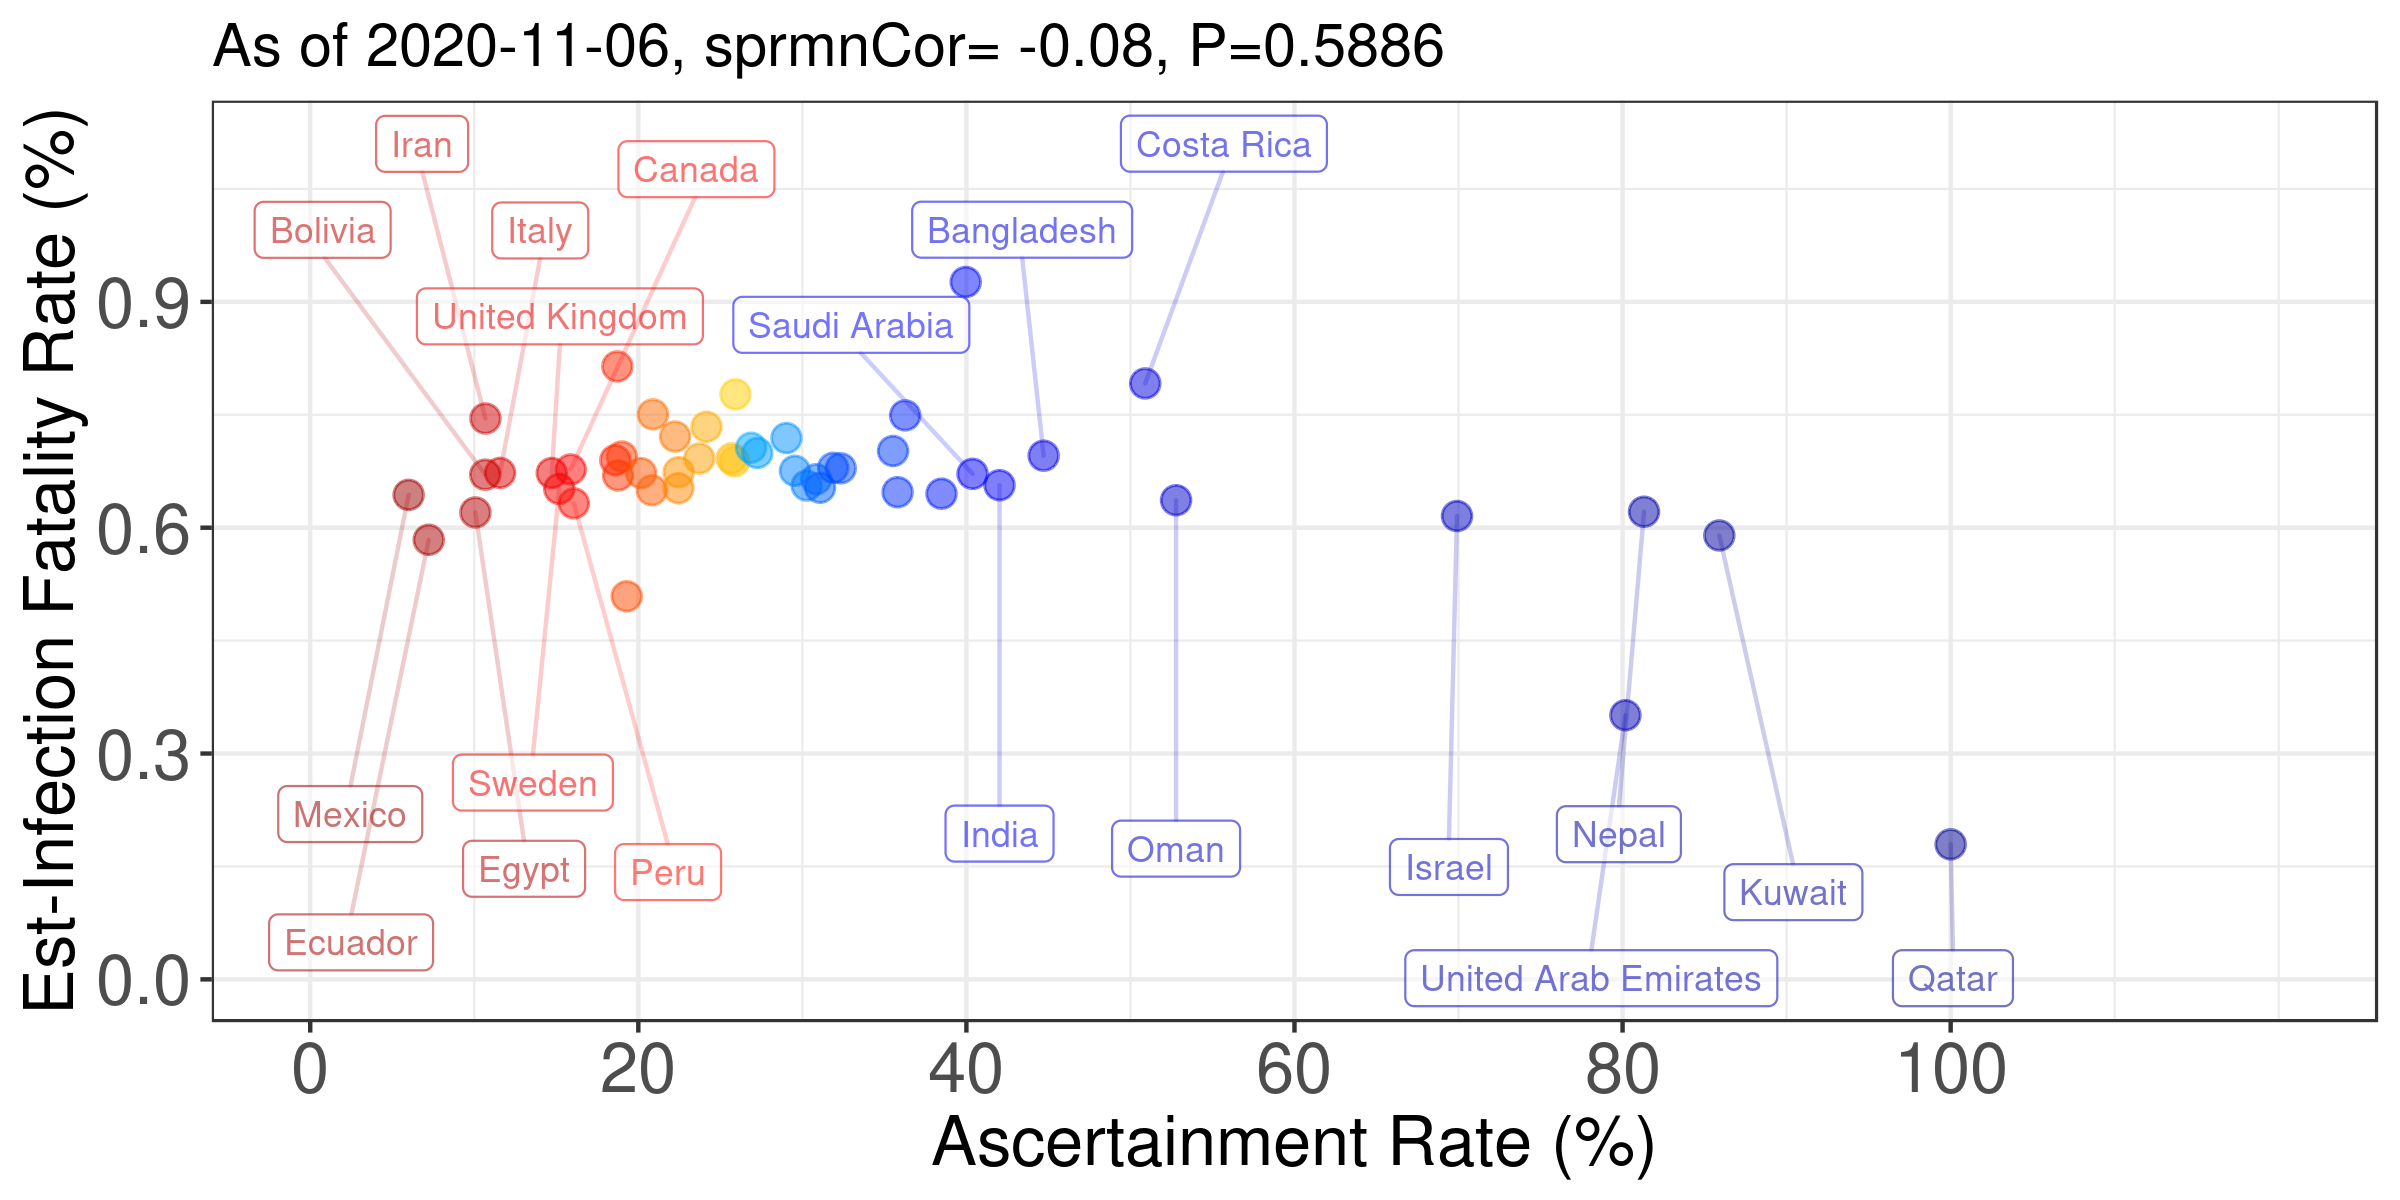 As of 2020-11-06, sprmnCor= -0.08, P=0.5886
Est-Infection Fatality Rate (%)
Iran
Canada
Costa Rica
Bolivia
Italy
Bangladesh
0.9
United Kingdom
Saudi Arabia
0.6
0.3
Sweden
Mexico
India
Nepal
Oman
Egypt
Peru
Israel
Kuwait
Ecuador
0.0
United Arab Emirates
Qatar
0 20 40 60 80 100
Ascertainment Rate (%)